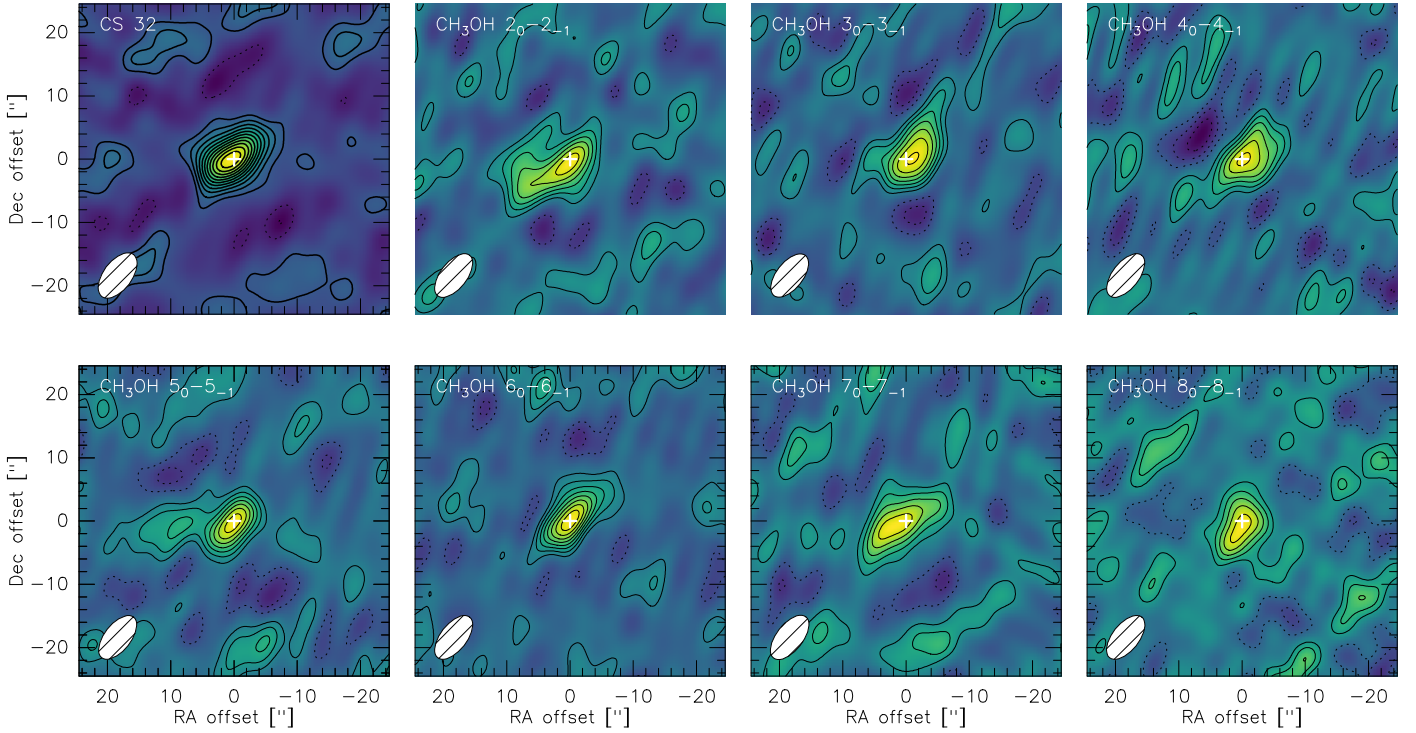 CS 32
CH₃OH 2₀−2₋₁
CH₃OH 3₀−3₋₁
CH₃OH 4₀−4₋₁
20
10
0
−10
−20
Dec offset ["]
CH₃OH 5₀−5₋₁
CH₃OH 6₀−6₋₁
CH₃OH 7₀−7₋₁
CH₃OH 8₀−8₋₁
20
10
0
−10
−20
Dec offset ["]
20 10 0 −10 −20
20 10 0 −10 −20
20 10 0 −10 −20
20 10 0 −10 −20
RA offset ["]
RA offset ["]
RA offset ["]
RA offset ["]